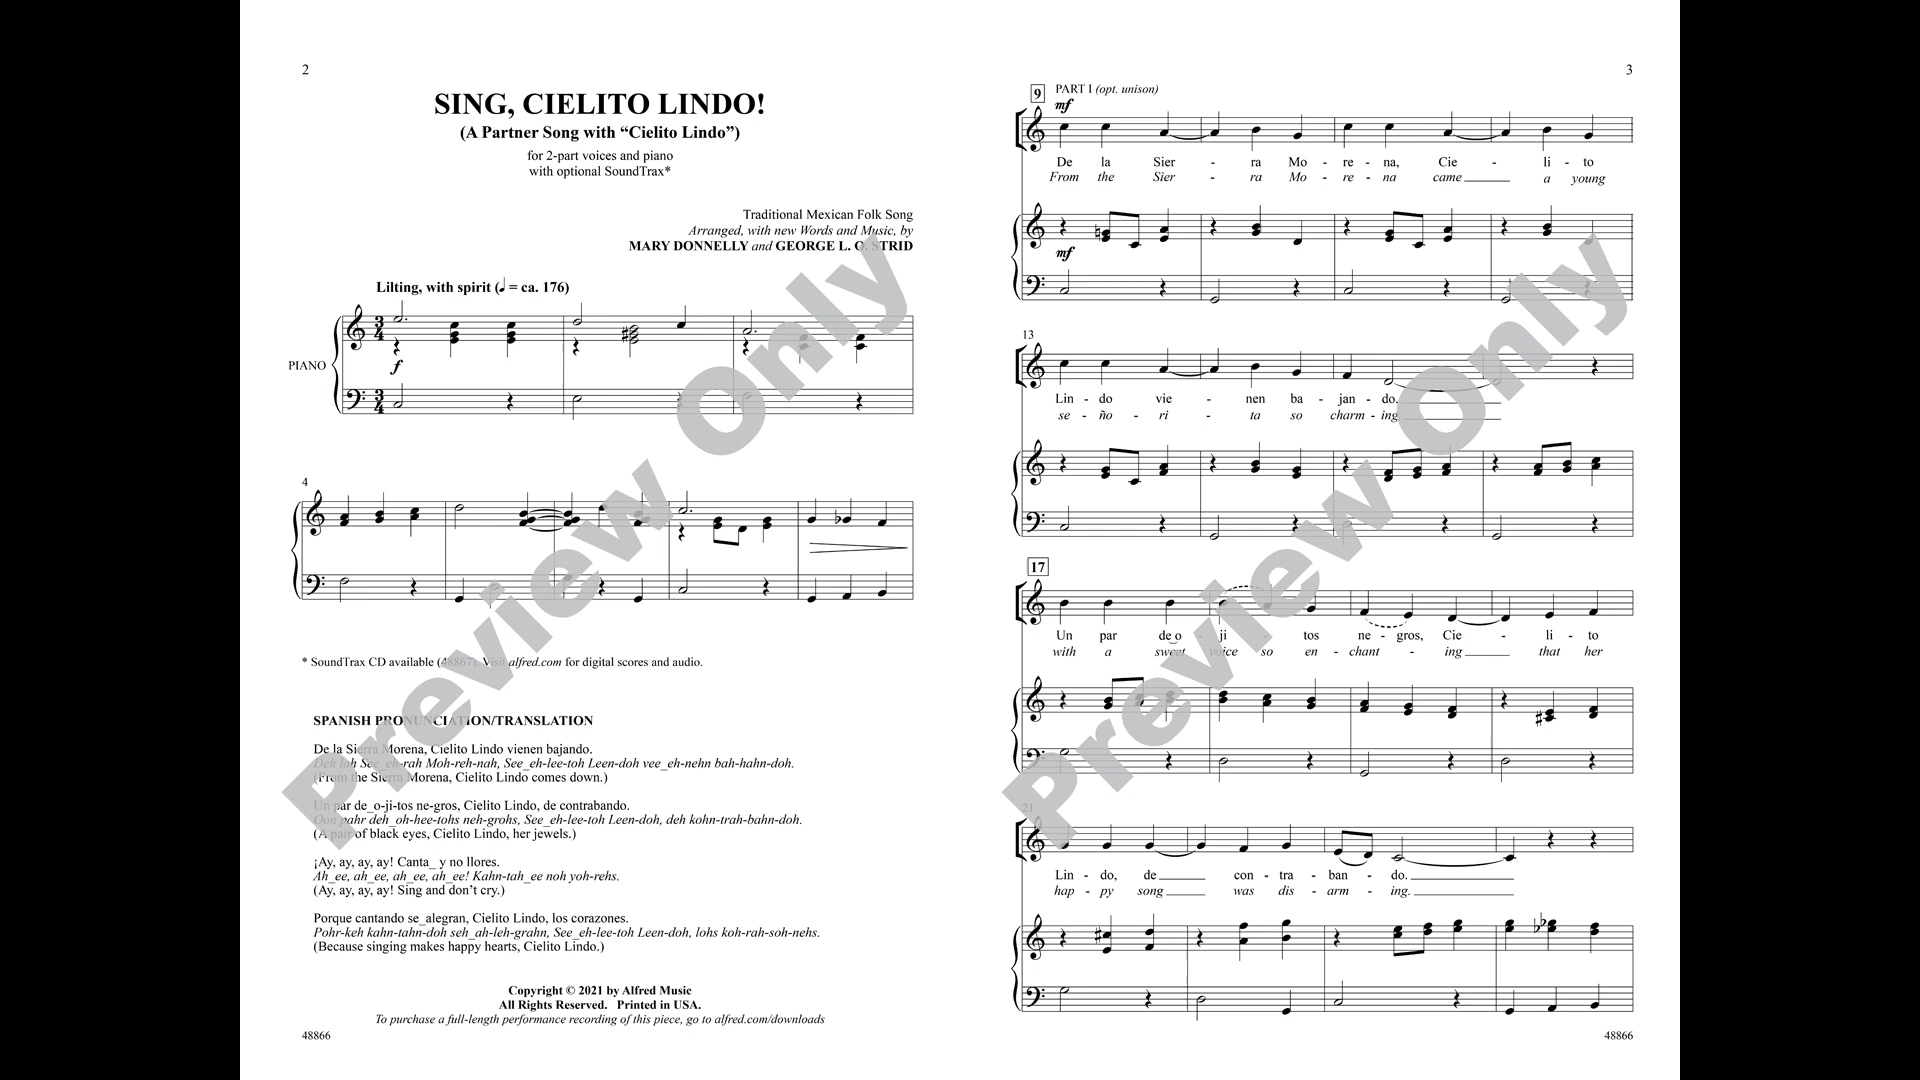 2
SING, CIELITO LINDO!
(A Partner Song with “Cielito Lindo”)
for 2-part voices and piano
with optional SoundTrax*
Traditional Mexican Folk Song
Arranged, with new Words and Music, by
MARY DONNELLY and GEORGE L. O. STRID
Lilting, with spirit (♩ = ca. 176)
PIANO
f
4
* SoundTrax CD available (48867). Visit alfred.com for digital scores and audio.
SPANISH PRONUNCIATION/TRANSLATION
De la Sierra Morena, Cielito Lindo vienen bajando.
Deh lah See_eh-rah Moh-reh-nah, See_eh-lee-toh Leen-doh vee_eh-nehn bah-hahn-doh.
(From the Sierra Morena, Cielito Lindo comes down.)
Un par de_o-ji-tos ne-gros, Cielito Lindo, de contrabando.
Oon pahr deh_oh-hee-tohs neh-grohs, See_eh-lee-toh Leen-doh, deh kohn-trah-bahn-doh.
(A pair of black eyes, Cielito Lindo, her jewels.)
¡Ay, ay, ay, ay! Canta_ y no llores.
Ah_ee, ah_ee, ah_ee, ah_ee! Kahn-tah_ee noh yoh-rehs.
(Ay, ay, ay, ay! Sing and don’t cry.)
Porque cantando se_alegran, Cielito Lindo, los corazones.
Pohr-keh kahn-tahn-doh seh_ah-leh-grahn, See_eh-lee-toh Leen-doh, lohs koh-rah-soh-nehs.
(Because singing makes happy hearts, Cielito Lindo.)
Copyright © 2021 by Alfred Music
All Rights Reserved. Printed in USA.
To purchase a full-length performance recording of this piece, go to alfred.com/downloads
48866
Preview Only
3
9 PART I (opt. unison)
mf
De la Sier - ra Mo - re - na, Cie - li - to
From the Sier - ra Mo - re - na came a young
mf
13
Lin - do vie - nen ba - jan - do.
se - ño - ri - ta so charm - ing
17
Un par de o - ji - tos ne - gros, Cie - li - to
with a sweet voice so en - chant - ing that her
21
Lin - do, de con - tra - ban - do.
hap - py song was dis - arm - ing.
48866
Preview Only